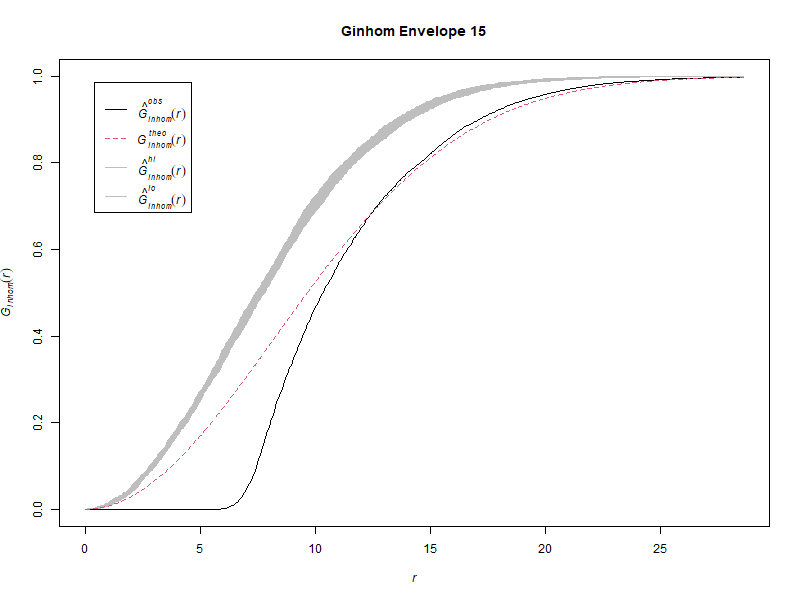 Ginhom Envelope 15
Ĝ_inhom^obs(r)
G_inhom^theo(r)
Ĝ_inhom^hi(r)
Ĝ_inhom^lo(r)
G_inhom(r)
1.0
0.8
0.6
0.4
0.2
0.0
0 5 10 15 20 25
r